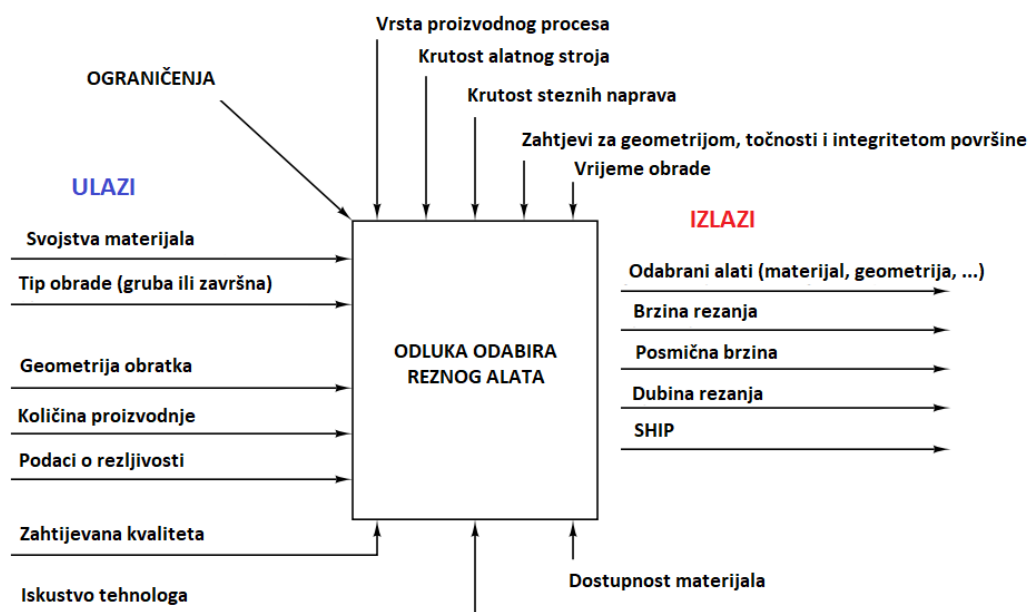 Vrsta proizvodnog procesa
Krutost alatnog stroja
OGRANIČENJA
Krutost steznih naprava
Zahtjevi za geometrijom, točnosti i integritetom površine
Vrijeme obrade
ULAZI
IZLAZI
Svojstva materijala
Tip obrade (gruba ili završna)
Geometrija obratka
Količina proizvodnje
Podaci o rezljivosti
Zahtijevana kvaliteta
Iskustvo tehnologa
ODLUKA ODABIRA
REZNOG ALATA
Odabrani alati (materijal, geometrija, ...)
Brzina rezanja
Posmična brzina
Dubina rezanja
SHIP
Dostupnost materijala